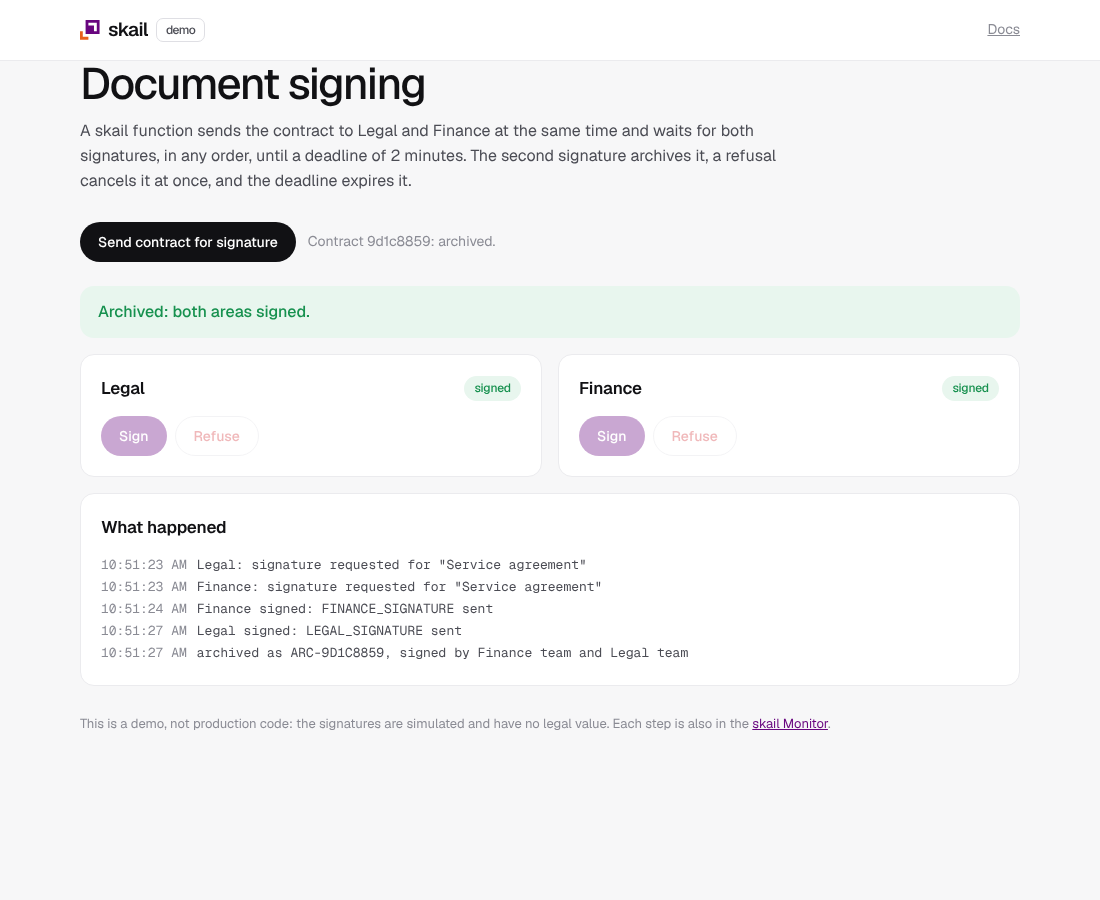 skail demo Docs
Document signing
A skail function sends the contract to Legal and Finance at the same time and waits for both
signatures, in any order, until a deadline of 2 minutes. The second signature archives it, a refusal
cancels it at once, and the deadline expires it.
Send contract for signature Contract 9d1c8859: archived.
Archived: both areas signed.
Legal signed
Sign Refuse
Finance signed
Sign Refuse
What happened
10:51:23 AM Legal: signature requested for "Service agreement"
10:51:23 AM Finance: signature requested for "Service agreement"
10:51:24 AM Finance signed: FINANCE_SIGNATURE sent
10:51:27 AM Legal signed: LEGAL_SIGNATURE sent
10:51:27 AM archived as ARC-9D1C8859, signed by Finance team and Legal team
This is a demo, not production code: the signatures are simulated and have no legal value. Each step is also in the skail Monitor.